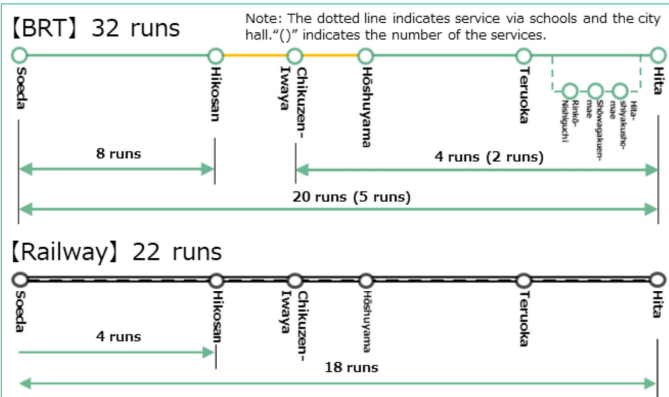 【BRT】 32 runs
Note: The dotted line indicates service via schools and the city
hall.“()” indicates the number of the services.
Soeda
Hikosan
Chikuzen-
Iwaya
Hōshuyama
Teruoka
Rinkō-
Nishiguchi
Shōwagakuen-
mae
Hita-
shiyakusho-
mae
Hita
8 runs
4 runs (2 runs)
20 runs (5 runs)
【Railway】 22 runs
Soeda
Hikosan
Chikuzen-
Iwaya
Hōshuyama
Teruoka
Hita
4 runs
18 runs